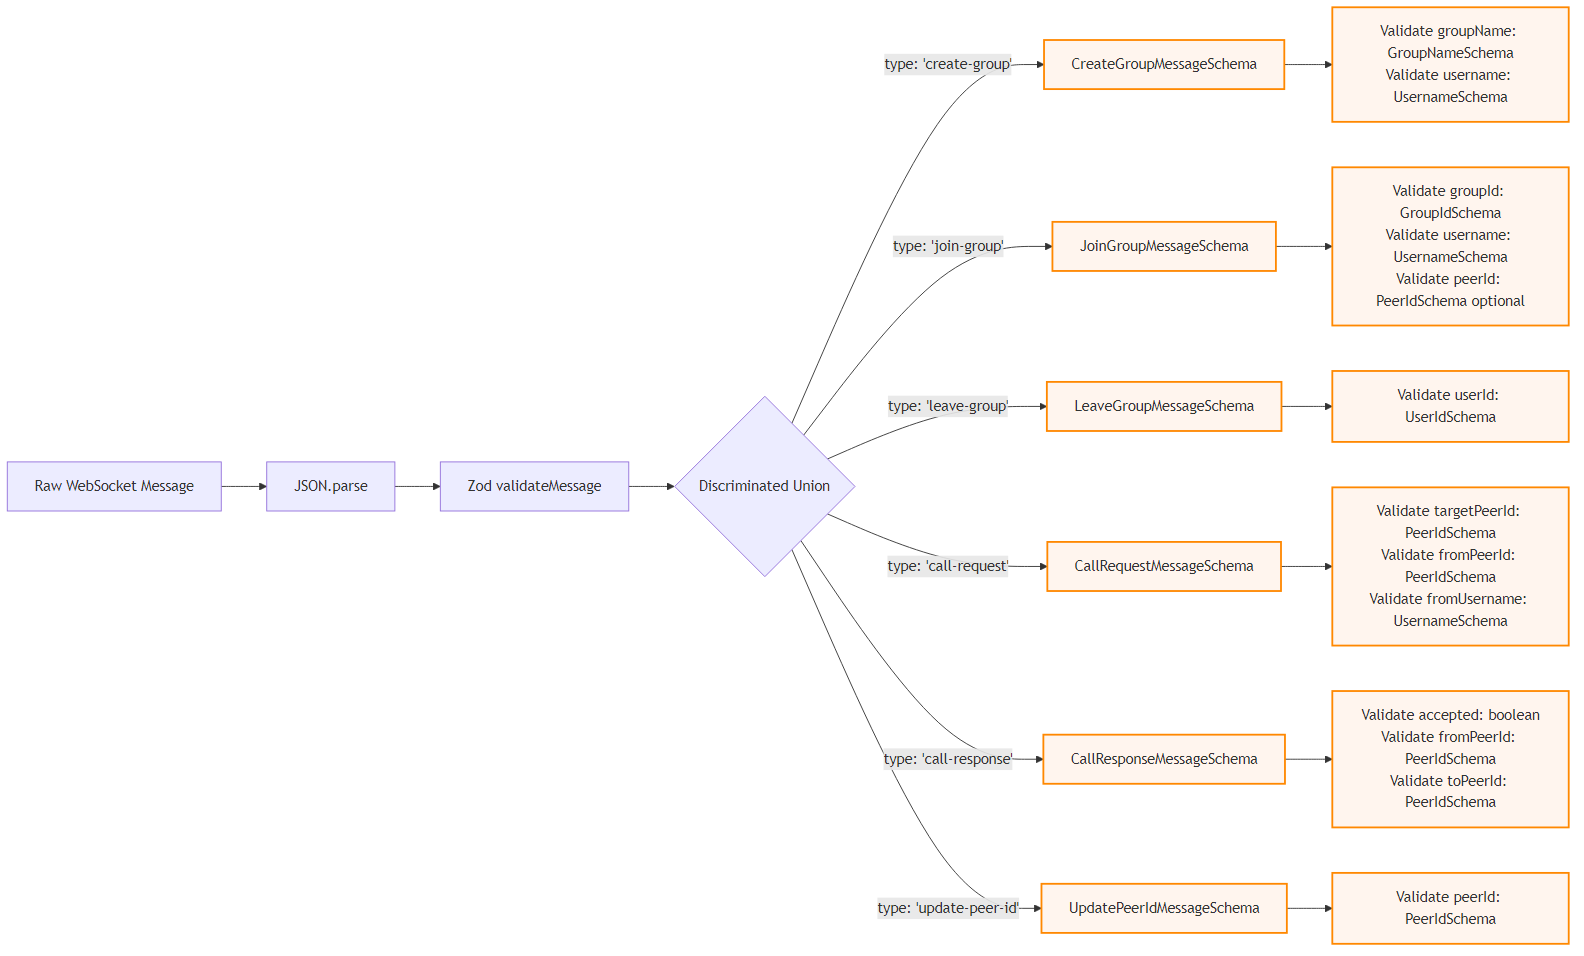 Raw WebSocket Message
JSON.parse
Zod validateMessage
Discriminated Union
type: 'create-group'
CreateGroupMessageSchema
Validate groupName:
GroupNameSchema
Validate username:
UsernameSchema
type: 'join-group'
JoinGroupMessageSchema
Validate groupId:
GroupIdSchema
Validate username:
UsernameSchema
Validate peerId:
PeerIdSchema optional
type: 'leave-group'
LeaveGroupMessageSchema
Validate userId:
UserIdSchema
type: 'call-request'
CallRequestMessageSchema
Validate targetPeerId:
PeerIdSchema
Validate fromPeerId:
PeerIdSchema
Validate fromUsername:
UsernameSchema
type: 'call-response'
CallResponseMessageSchema
Validate accepted: boolean
Validate fromPeerId:
PeerIdSchema
Validate toPeerId:
PeerIdSchema
type: 'update-peer-id'
UpdatePeerIdMessageSchema
Validate peerId:
PeerIdSchema